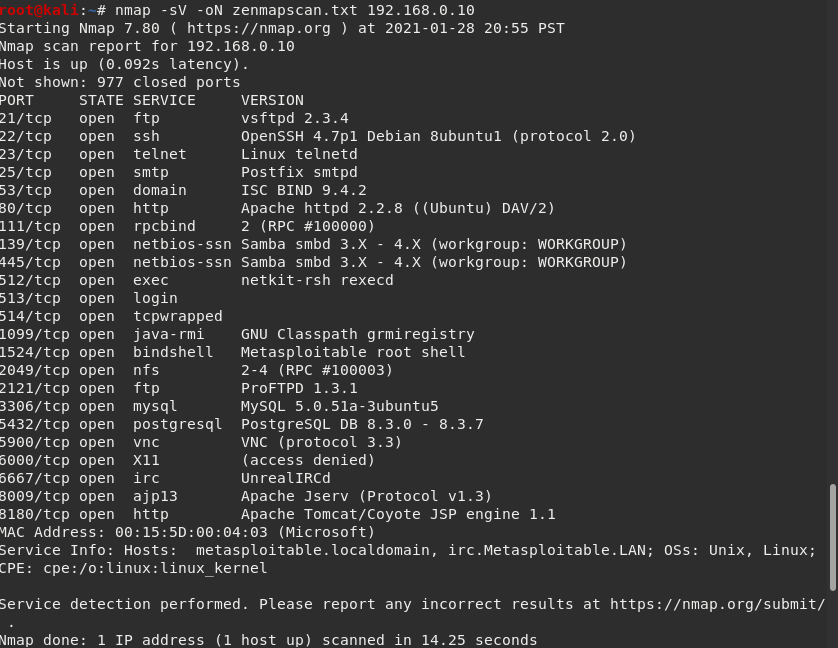 root@kali:~# nmap -sV -oN zenmapscan.txt 192.168.0.10
Starting Nmap 7.80 ( https://nmap.org ) at 2021-01-28 20:55 PST
Nmap scan report for 192.168.0.10
Host is up (0.092s latency).
Not shown: 977 closed ports
PORT     STATE SERVICE     VERSION
21/tcp   open  ftp         vsftpd 2.3.4
22/tcp   open  ssh         OpenSSH 4.7p1 Debian 8ubuntu1 (protocol 2.0)
23/tcp   open  telnet      Linux telnetd
25/tcp   open  smtp        Postfix smtpd
53/tcp   open  domain      ISC BIND 9.4.2
80/tcp   open  http        Apache httpd 2.2.8 ((Ubuntu) DAV/2)
111/tcp  open  rpcbind     2 (RPC #100000)
139/tcp  open  netbios-ssn Samba smbd 3.X - 4.X (workgroup: WORKGROUP)
445/tcp  open  netbios-ssn Samba smbd 3.X - 4.X (workgroup: WORKGROUP)
512/tcp  open  exec        netkit-rsh rexecd
513/tcp  open  login
514/tcp  open  tcpwrapped
1099/tcp open  java-rmi    GNU Classpath grmiregistry
1524/tcp open  bindshell   Metasploitable root shell
2049/tcp open  nfs         2-4 (RPC #100003)
2121/tcp open  ftp         ProFTPD 1.3.1
3306/tcp open  mysql       MySQL 5.0.51a-3ubuntu5
5432/tcp open  postgresql  PostgreSQL DB 8.3.0 - 8.3.7
5900/tcp open  vnc         VNC (protocol 3.3)
6000/tcp open  X11         (access denied)
6667/tcp open  irc         UnrealIRCd
8009/tcp open  ajp13       Apache Jserv (Protocol v1.3)
8180/tcp open  http        Apache Tomcat/Coyote JSP engine 1.1
MAC Address: 00:15:5D:00:04:03 (Microsoft)
Service Info: Hosts:  metasploitable.localdomain, irc.Metasploitable.LAN; OSs: Unix, Linux;
CPE: cpe:/o:linux:linux_kernel
Service detection performed. Please report any incorrect results at https://nmap.org/submit/
.
Nmap done: 1 IP address (1 host up) scanned in 14.25 seconds